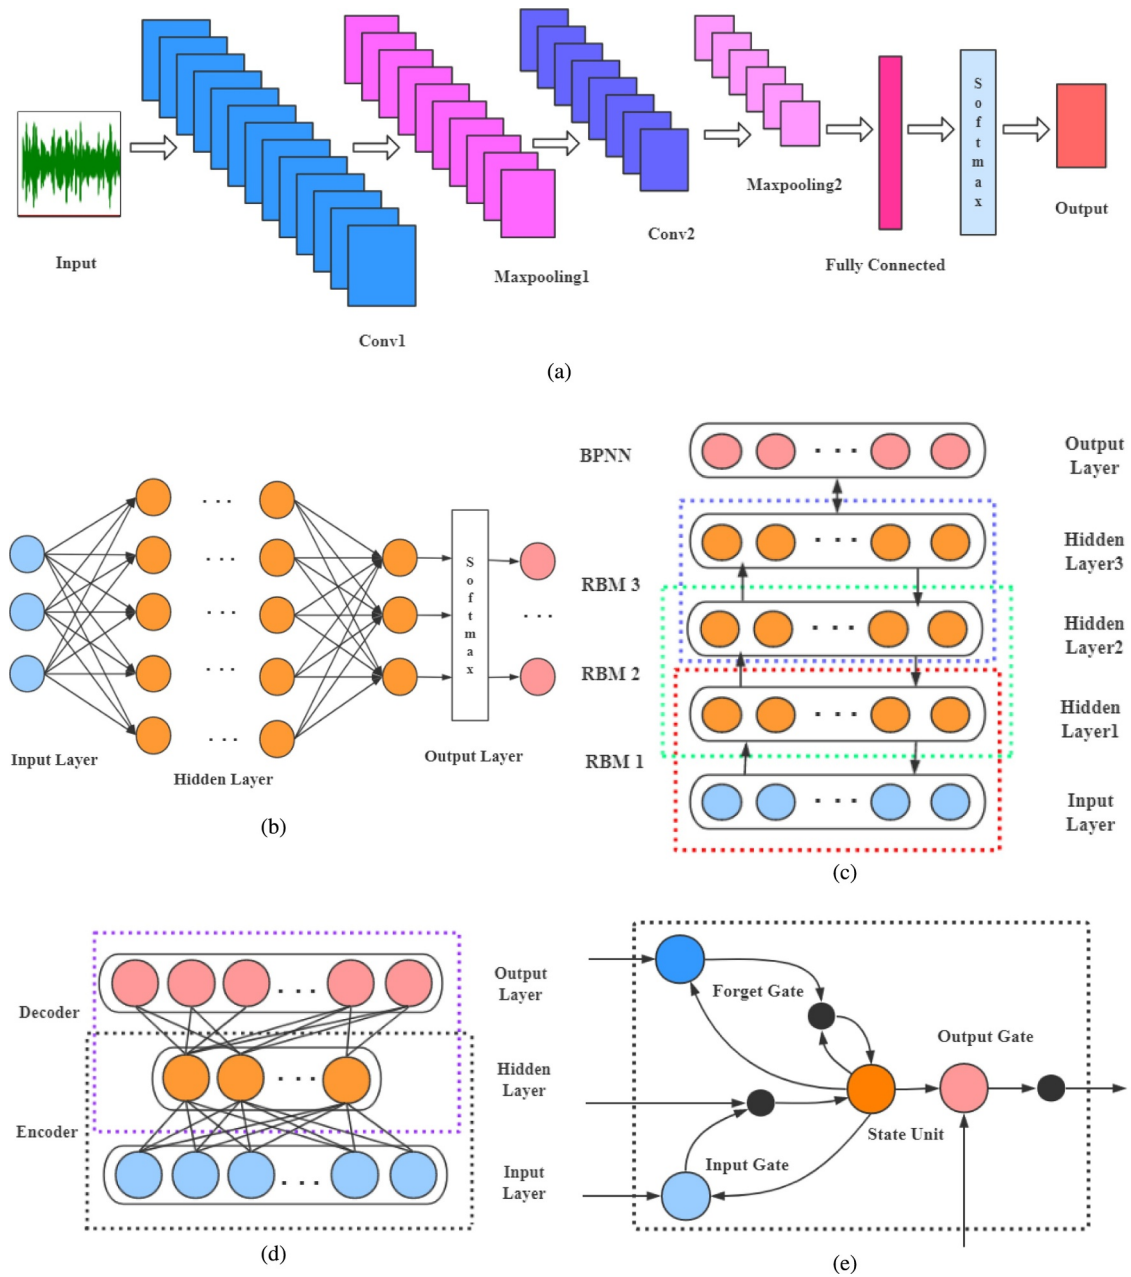 Input
Conv1
Maxpooling1
Conv2
Maxpooling2
Fully Connected
Softmax
Output
(a)
Input Layer
Hidden Layer
Softmax
Output Layer
(b)
BPNN
RBM 3
RBM 2
RBM 1
Output
Layer
Hidden
Layer3
Hidden
Layer2
Hidden
Layer1
Input
Layer
(c)
Decoder
Encoder
Output
Layer
Hidden
Layer
Input
Layer
(d)
Forget Gate
Output Gate
State Unit
Input Gate
(e)